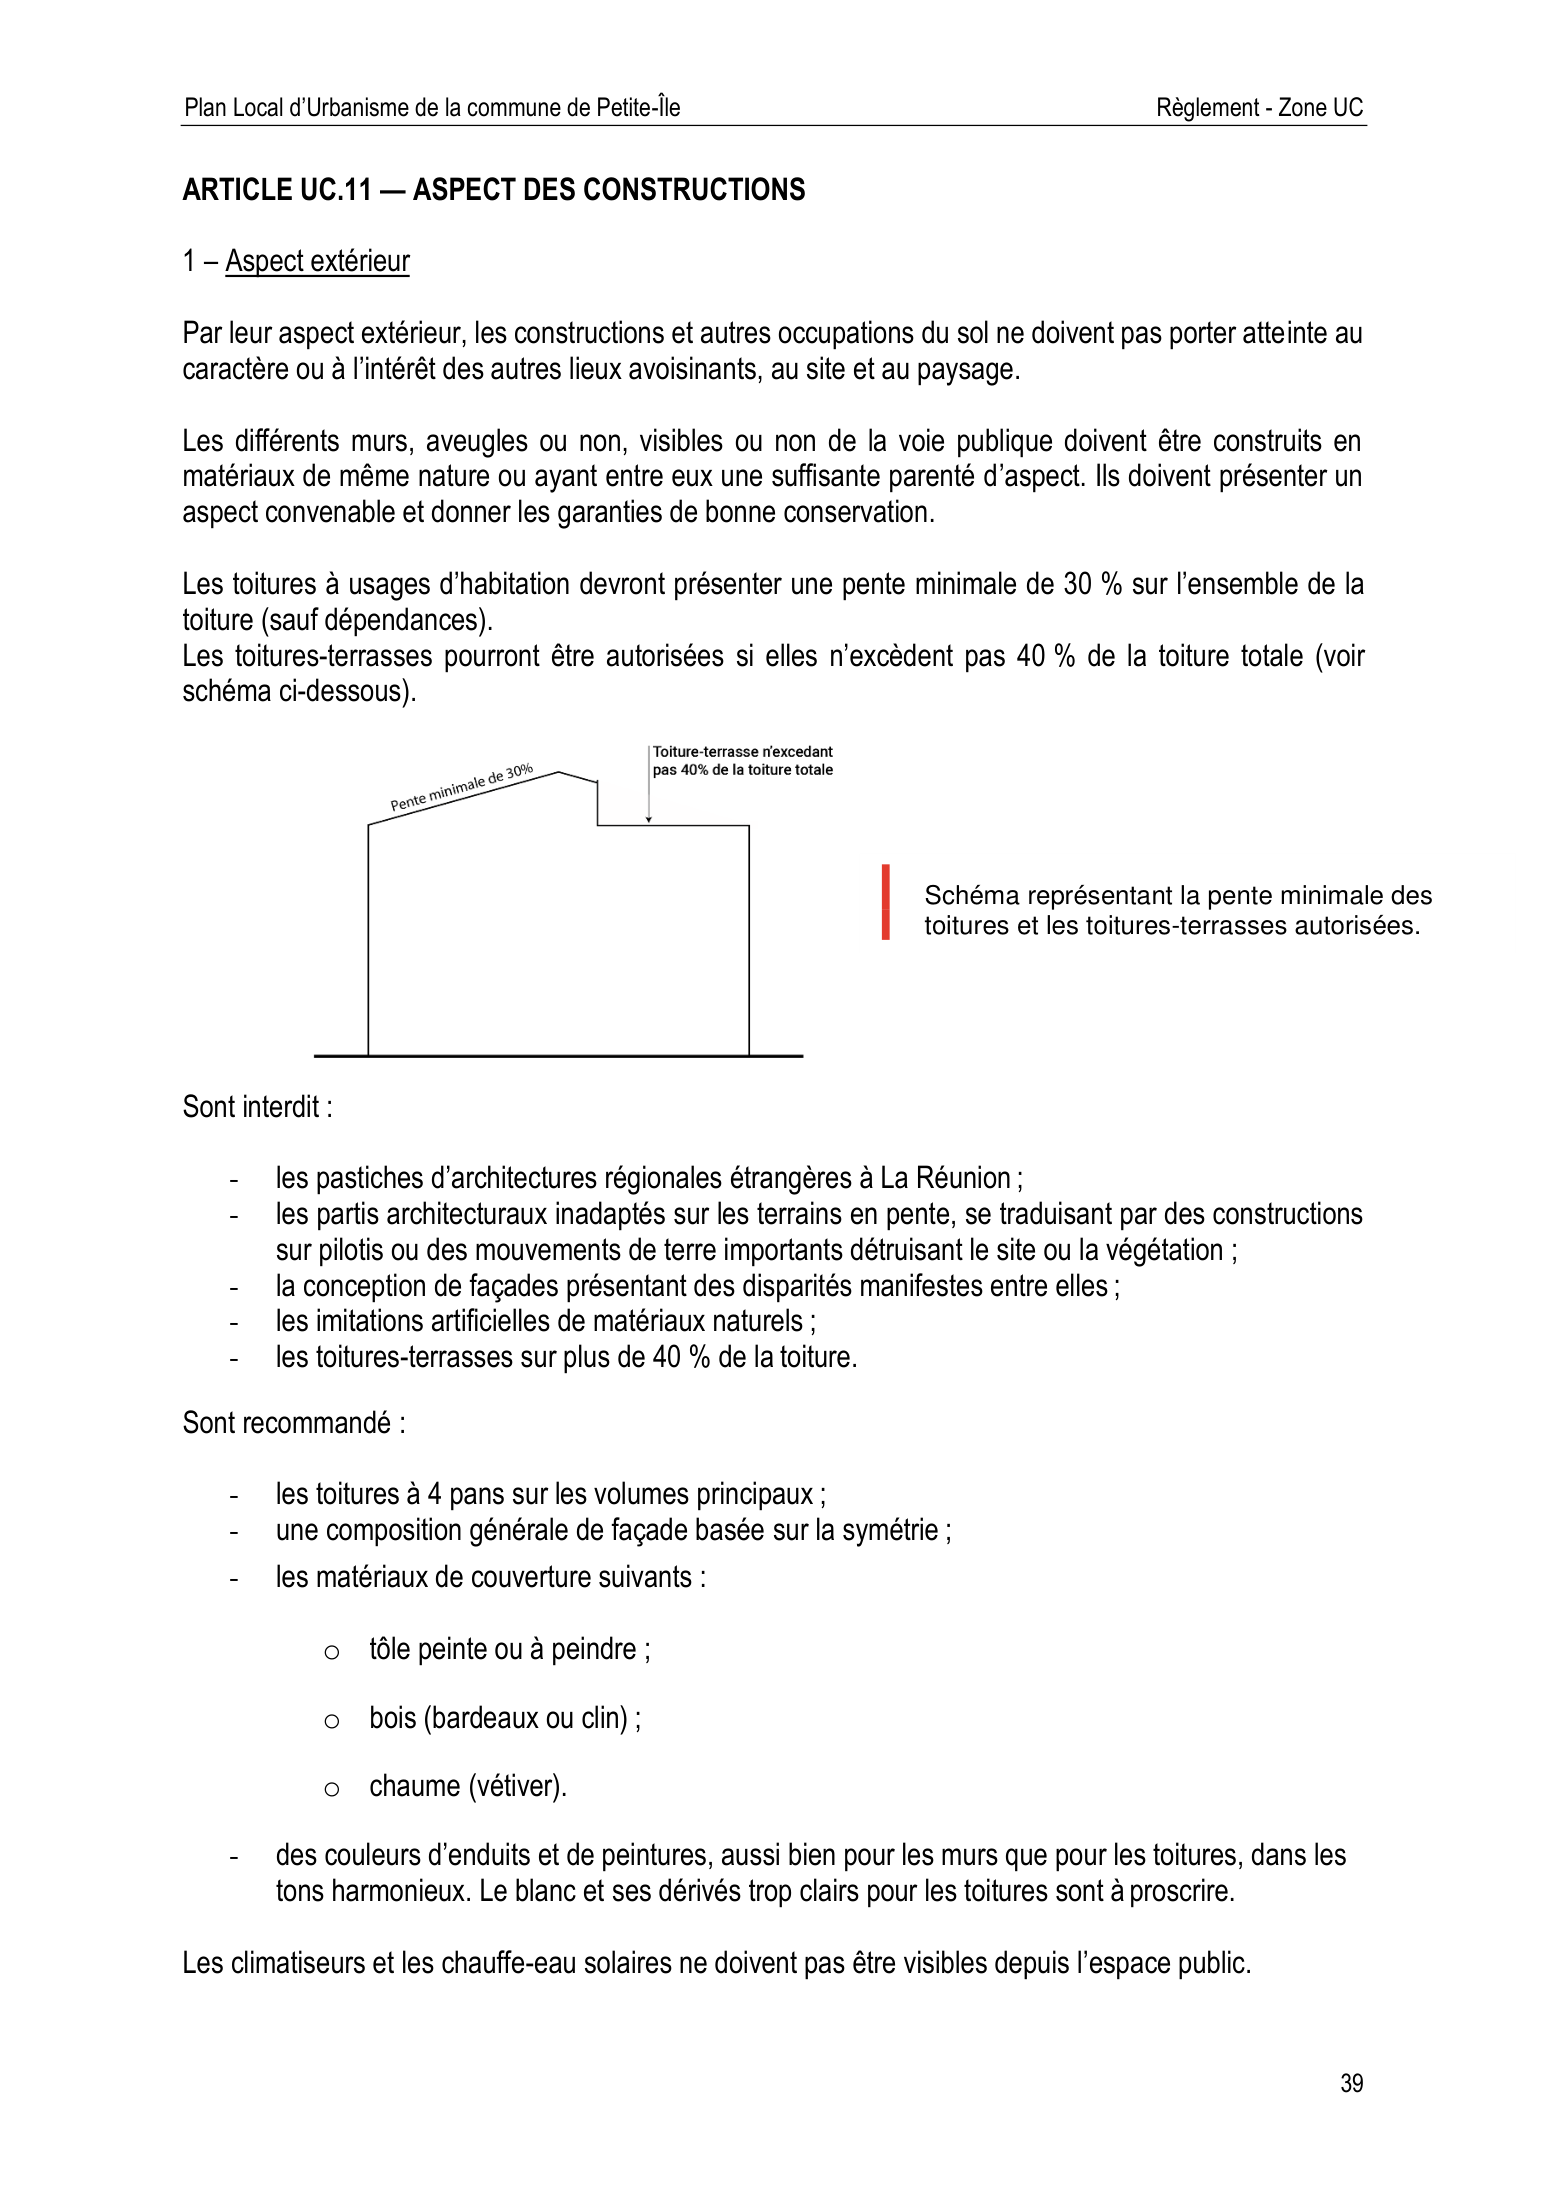 Plan Local d’Urbanisme de la commune de Petite-Île Règlement - Zone UC
ARTICLE UC.11 — ASPECT DES CONSTRUCTIONS
1 – Aspect extérieur
Par leur aspect extérieur, les constructions et autres occupations du sol ne doivent pas porter atteinte au
caractère ou à l’intérêt des autres lieux avoisinants, au site et au paysage.
Les différents murs, aveugles ou non, visibles ou non de la voie publique doivent être construits en
matériaux de même nature ou ayant entre eux une suffisante parenté d’aspect. Ils doivent présenter un
aspect convenable et donner les garanties de bonne conservation.
Les toitures à usages d’habitation devront présenter une pente minimale de 30 % sur l’ensemble de la
toiture (sauf dépendances).
Les toitures-terrasses pourront être autorisées si elles n’excèdent pas 40 % de la toiture totale (voir
schéma ci-dessous).
Pente minimale de 30%
Toiture-terrasse n’excedant
pas 40% de la toiture totale
Schéma représentant la pente minimale des
toitures et les toitures-terrasses autorisées.
Sont interdit :
- les pastiches d’architectures régionales étrangères à La Réunion ;
- les partis architecturaux inadaptés sur les terrains en pente, se traduisant par des constructions
sur pilotis ou des mouvements de terre importants détruisant le site ou la végétation ;
- la conception de façades présentant des disparités manifestes entre elles ;
- les imitations artificielles de matériaux naturels ;
- les toitures-terrasses sur plus de 40 % de la toiture.
Sont recommandé :
- les toitures à 4 pans sur les volumes principaux ;
- une composition générale de façade basée sur la symétrie ;
- les matériaux de couverture suivants :
o tôle peinte ou à peindre ;
o bois (bardeaux ou clin) ;
o chaume (vétiver).
- des couleurs d’enduits et de peintures, aussi bien pour les murs que pour les toitures, dans les
tons harmonieux. Le blanc et ses dérivés trop clairs pour les toitures sont à proscrire.
Les climatiseurs et les chauffe-eau solaires ne doivent pas être visibles depuis l’espace public.
39